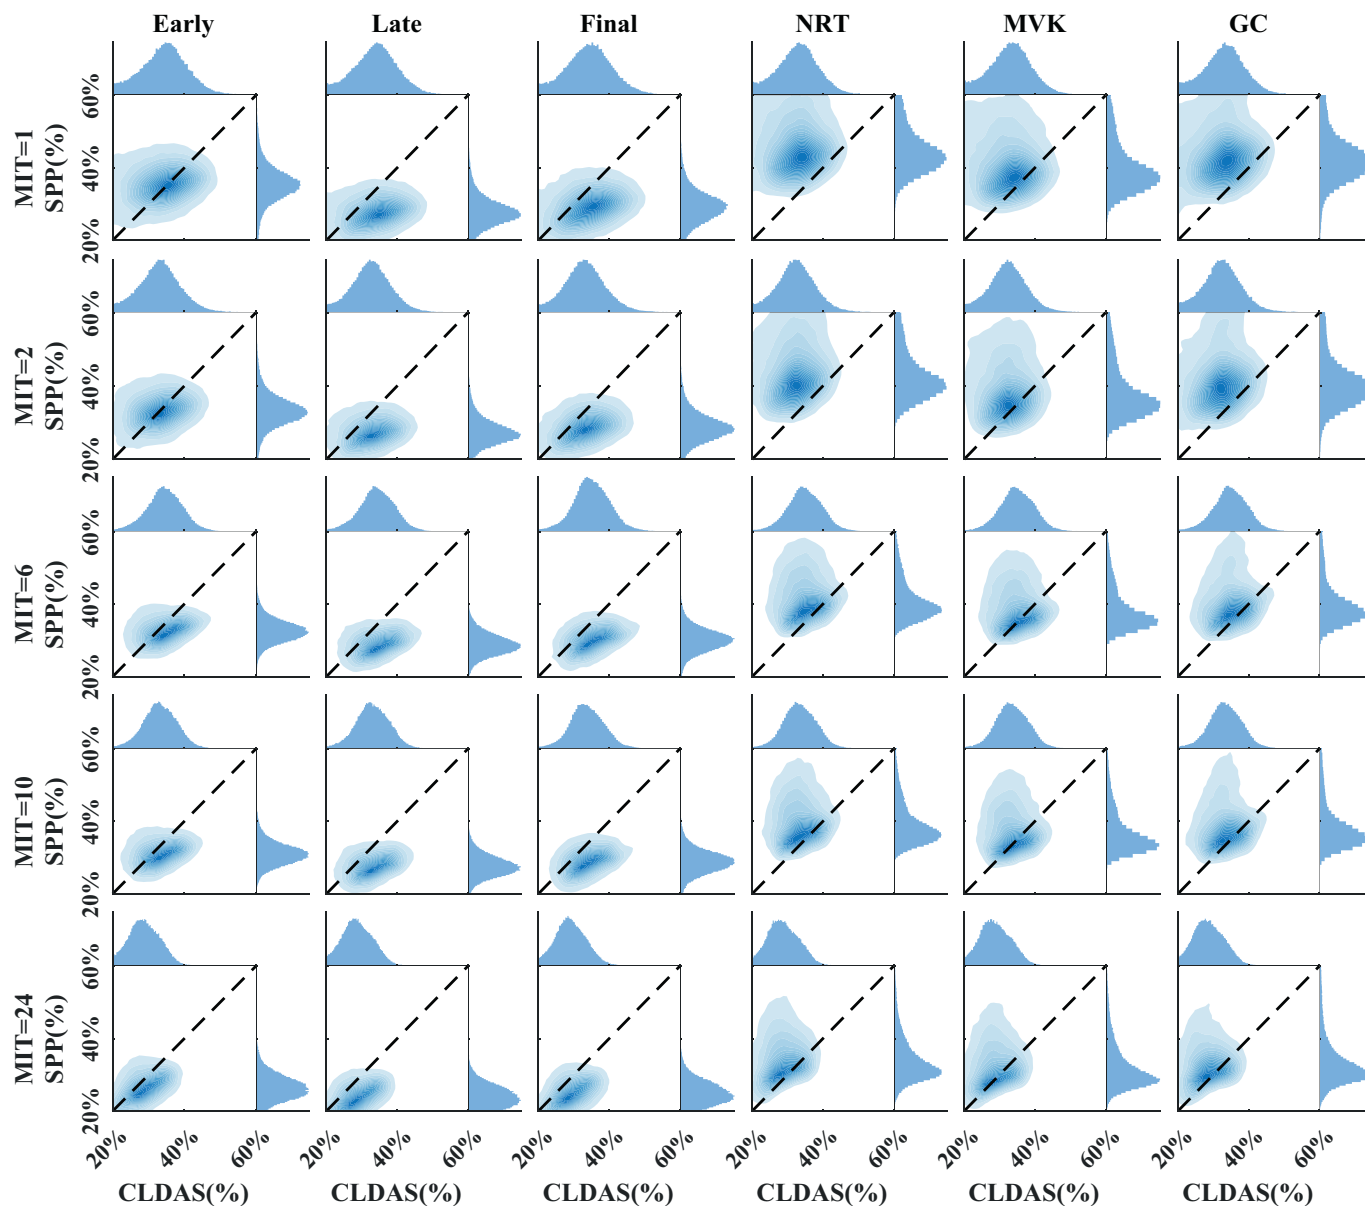 Early Late Final NRT MVK GC
MIT=1
SPP(%)
60%
40%
20%
MIT=2
SPP(%)
60%
40%
20%
MIT=6
SPP(%)
60%
40%
20%
MIT=10
SPP(%)
60%
40%
20%
MIT=24
SPP(%)
60%
40%
20%
20% 40% 60% 20% 40% 60% 20% 40% 60% 20% 40% 60% 20% 40% 60% 20% 40% 60%
CLDAS(%) CLDAS(%) CLDAS(%) CLDAS(%) CLDAS(%) CLDAS(%)